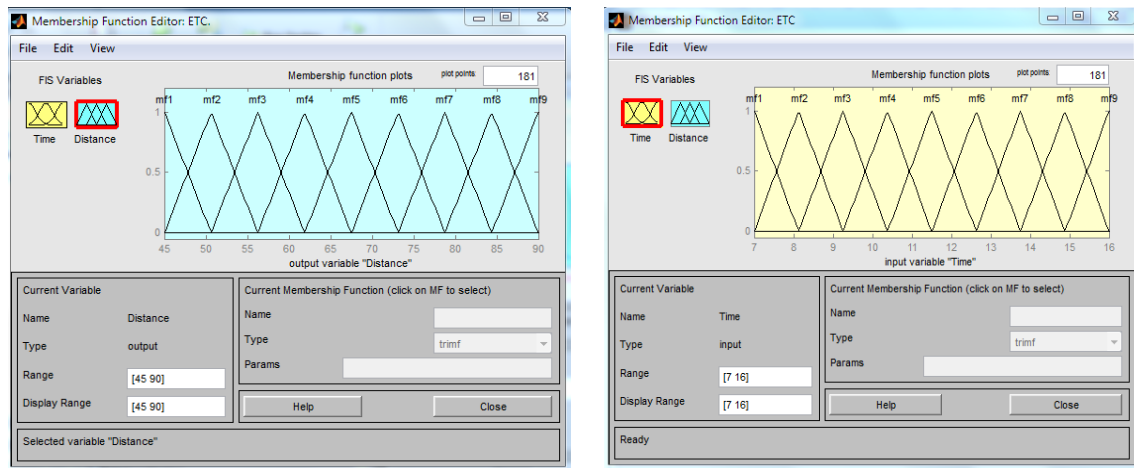 Membership Function Editor: ETC.
File Edit View
FIS Variables
Time Distance
Membership function plots
plot points: 181
mf1 mf2 mf3 mf4 mf5 mf6 mf7 mf8 mf9
1
0.5
0
45 50 55 60 65 70 75 80 85 90
output variable "Distance"
Current Variable
Name Distance
Type output
Range [45 90]
Display Range [45 90]
Current Membership Function (click on MF to select)
Name
Type trimf
Params
Help Close
Selected variable "Distance"
Membership Function Editor: ETC
File Edit View
FIS Variables
Time Distance
Membership function plots
plot points: 181
mf1 mf2 mf3 mf4 mf5 mf6 mf7 mf8 mf9
1
0.5
0
7 8 9 10 11 12 13 14 15 16
input variable "Time"
Current Variable
Name Time
Type input
Range [7 16]
Display Range [7 16]
Current Membership Function (click on MF to select)
Name
Type trimf
Params
Help Close
Ready